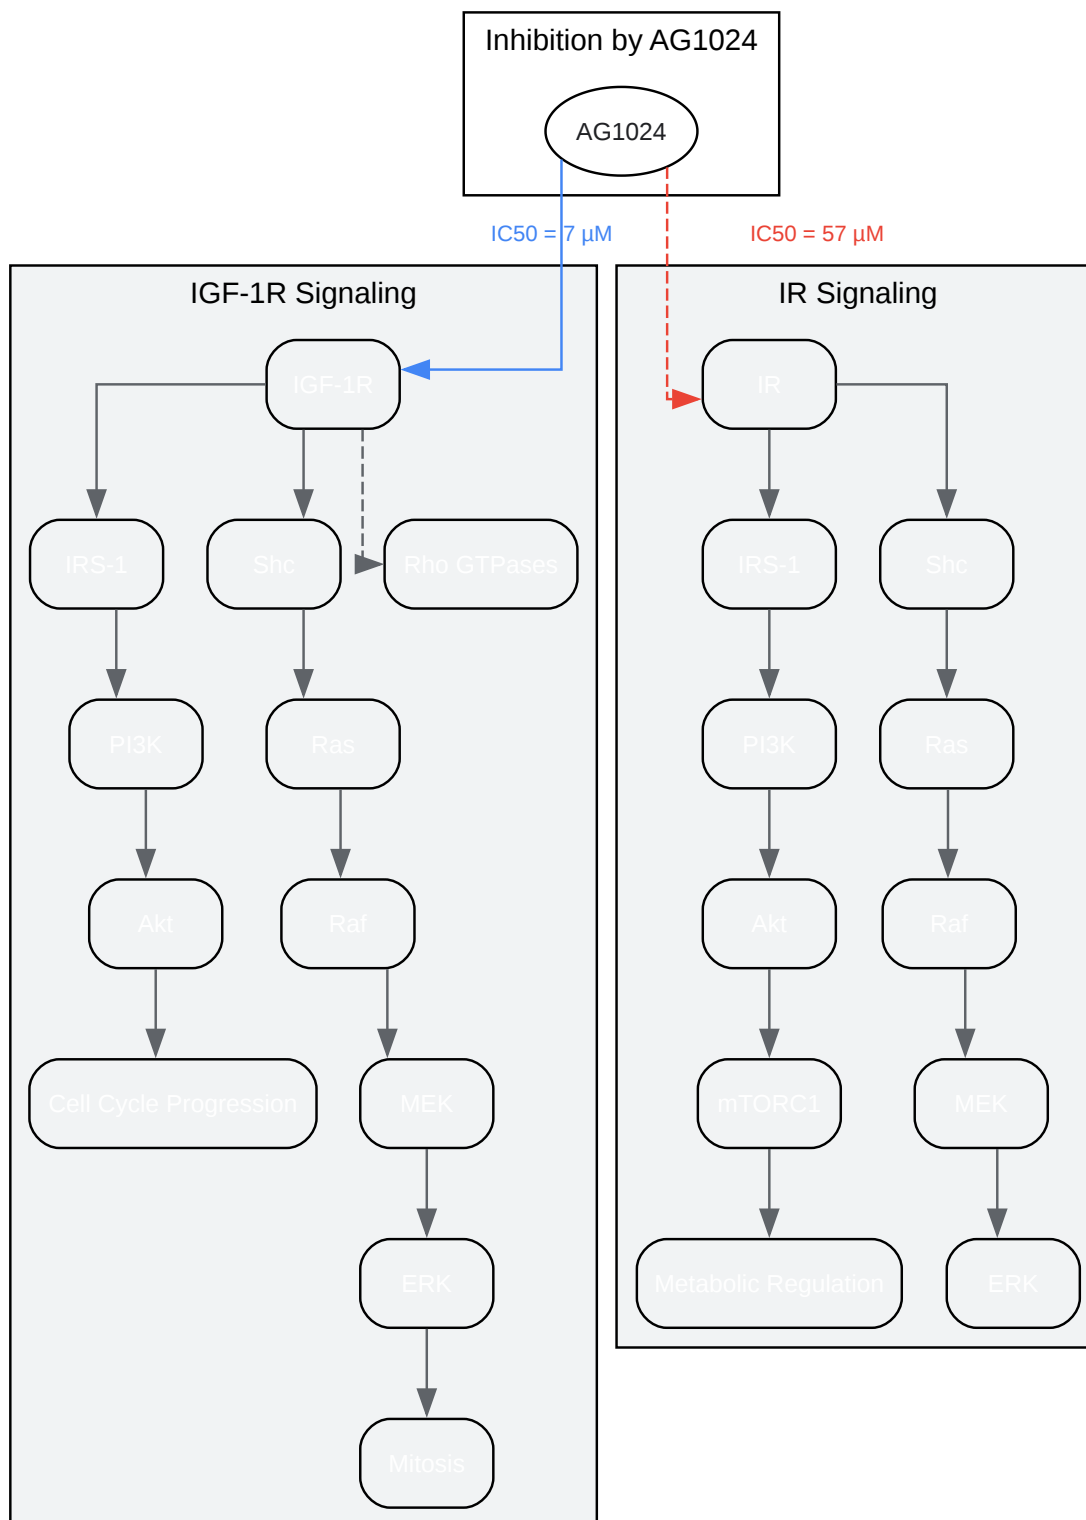 Inhibition by AG1024
AG1024
IC50 = 7 µM
IC50 = 57 µM
IGF-1R Signaling
IR Signaling
IGF-1R
IR
IRS-1
Shc
Rho GTPases
IRS-1
Shc
PI3K
Ras
PI3K
Ras
Akt
Raf
Akt
Raf
Cell Cycle Progression
MEK
mTORC1
MEK
ERK
Metabolic Regulation
ERK
Mitosis